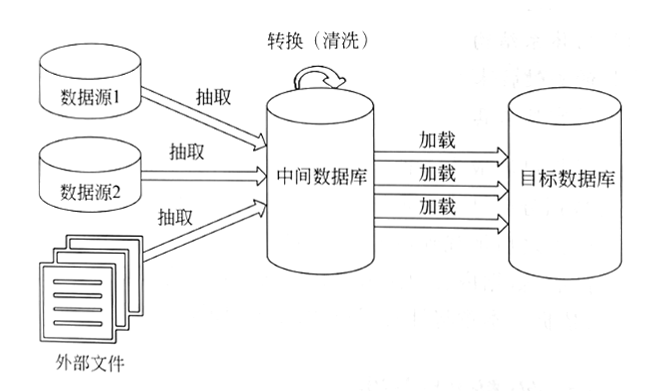 转换（清洗）
数据源1
抽取
数据源2
抽取
抽取
外部文件
中间数据库
加载
加载
加载
目标数据库